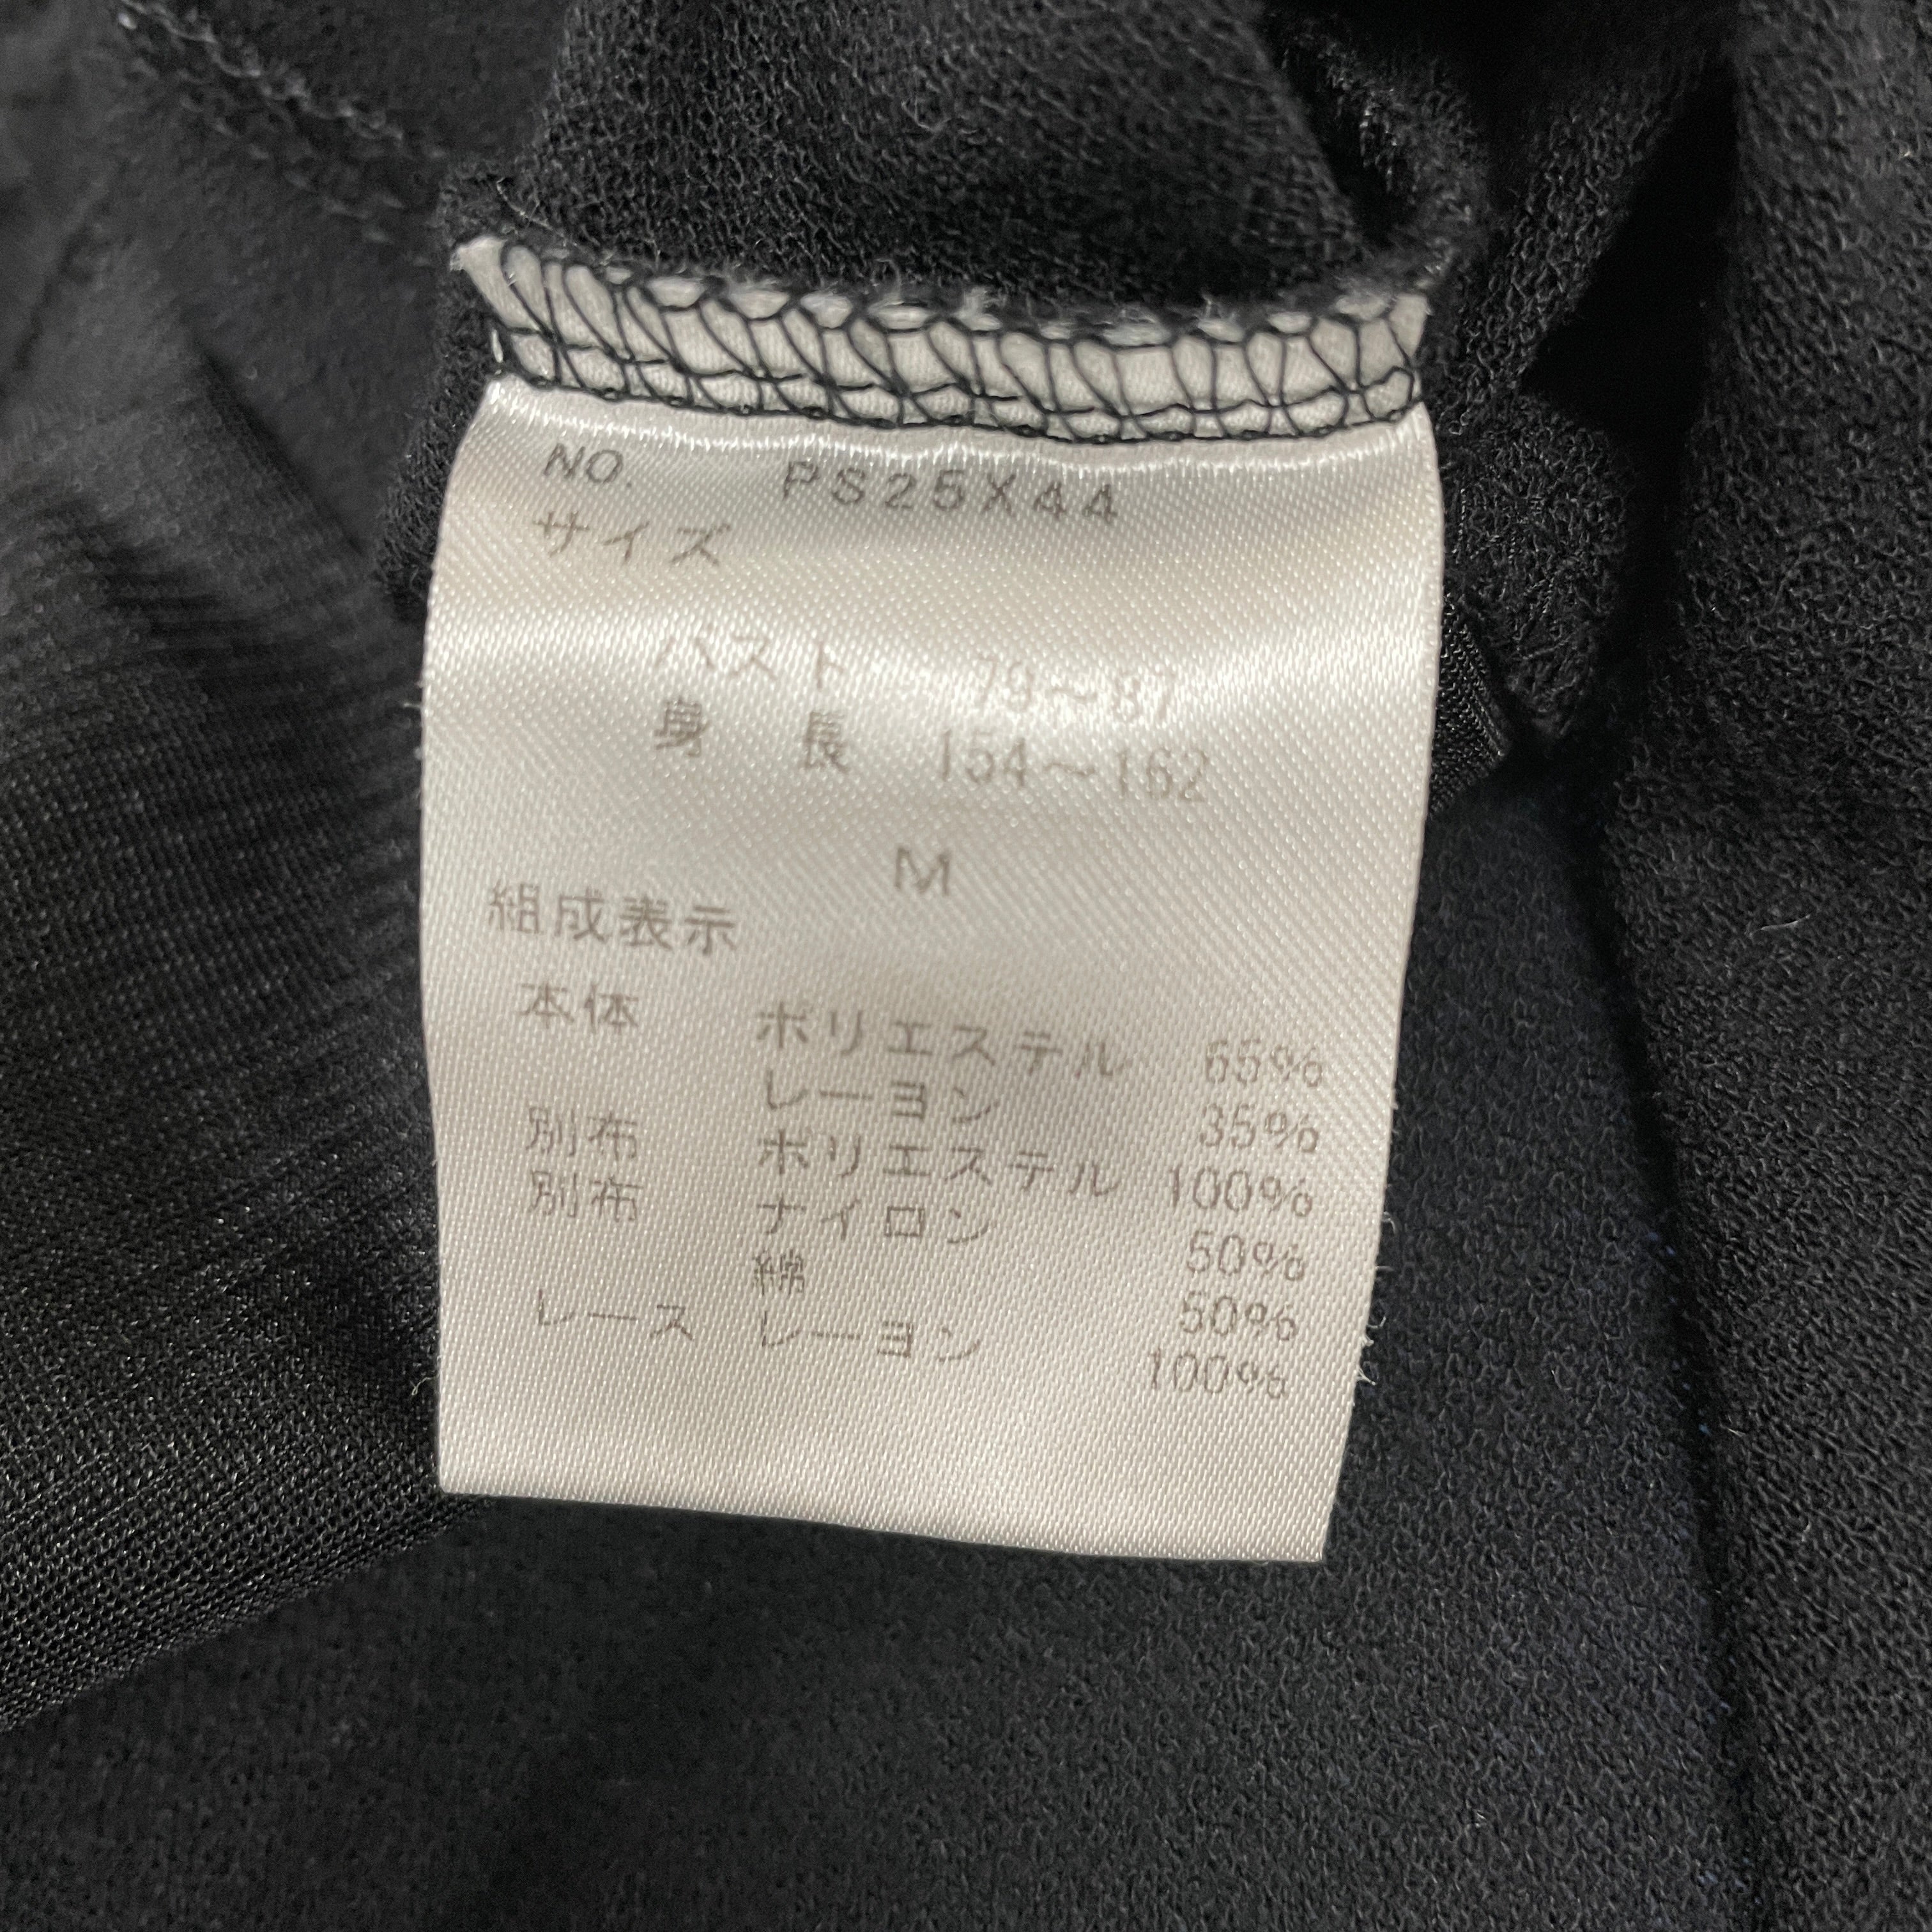 NO. PS25X44
サイズ
バスト 79～87
身 長 154～162
M
組成表示
本体 ポリエステル 65%
レーヨン 35%
別布 ポリエステル 100%
別布 ナイロン 50%
綿 50%
レース レーヨン 100%